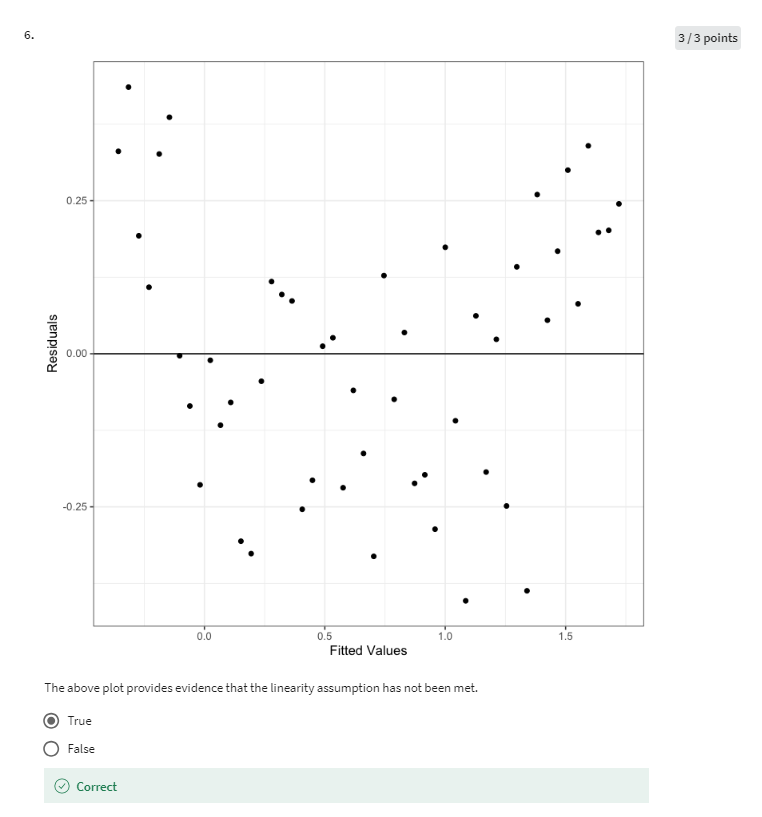 6.
3 / 3 points
0.25
0.00
-0.25
Residuals
0.0 0.5 1.0 1.5
Fitted Values
The above plot provides evidence that the linearity assumption has not been met.
True
False
Correct